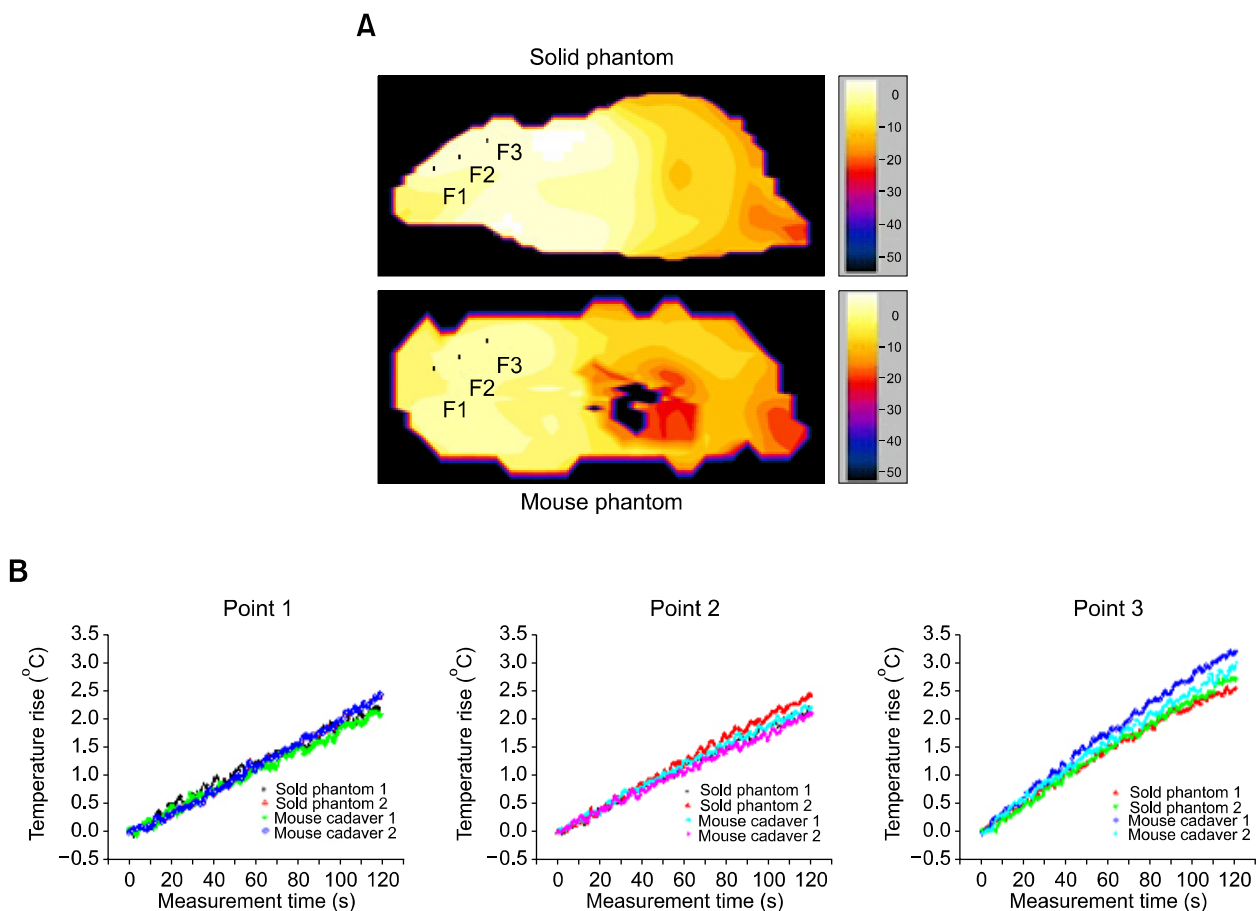 A
Solid phantom
F1
F2
F3
0
−10
−20
−30
−40
−50
F1
F2
F3
0
−10
−20
−30
−40
−50
Mouse phantom
B
Point 1
Temperature rise (°C)
3.5
3.0
2.5
2.0
1.5
1.0
0.5
0.0
−0.5
Sold phantom 1
Sold phantom 2
Mouse cadaver 1
Mouse cadaver 2
0 20 40 60 80 100 120
Measurement time (s)
Point 2
Temperature rise (°C)
3.5
3.0
2.5
2.0
1.5
1.0
0.5
0.0
−0.5
Sold phantom 1
Sold phantom 2
Mouse cadaver 1
Mouse cadaver 2
0 20 40 60 80 100 120
Measurement time (s)
Point 3
Temperature rise (°C)
3.5
3.0
2.5
2.0
1.5
1.0
0.5
0.0
−0.5
Sold phantom 1
Sold phantom 2
Mouse cadaver 1
Mouse cadaver 2
0 20 40 60 80 100 120
Measurement time (s)